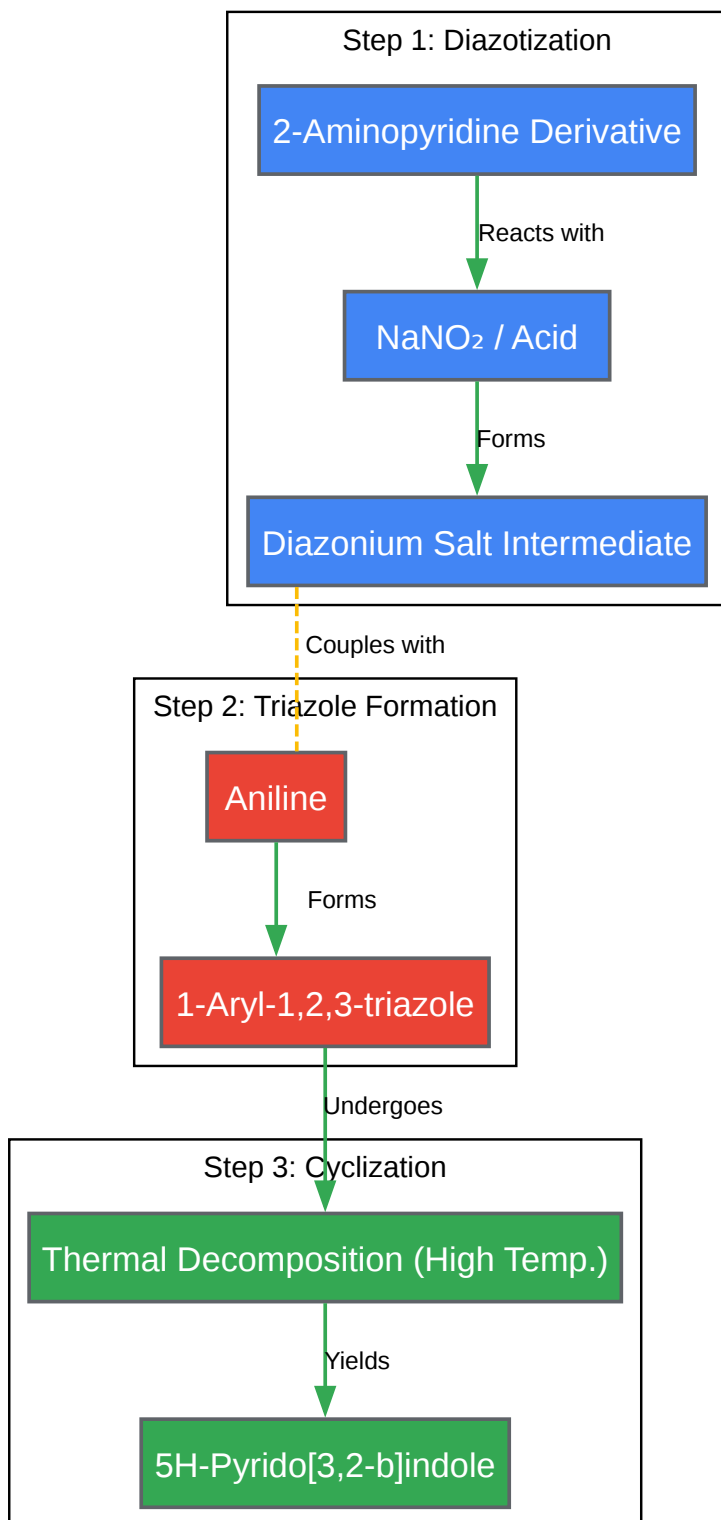 Step 1: Diazotization
2-Aminopyridine Derivative
Reacts with
NaNO₂ / Acid
Forms
Diazonium Salt Intermediate
Couples with
Step 2: Triazole Formation
Aniline
Forms
1-Aryl-1,2,3-triazole
Undergoes
Step 3: Cyclization
Thermal Decomposition (High Temp.)
Yields
5H-Pyrido[3,2-b]indole